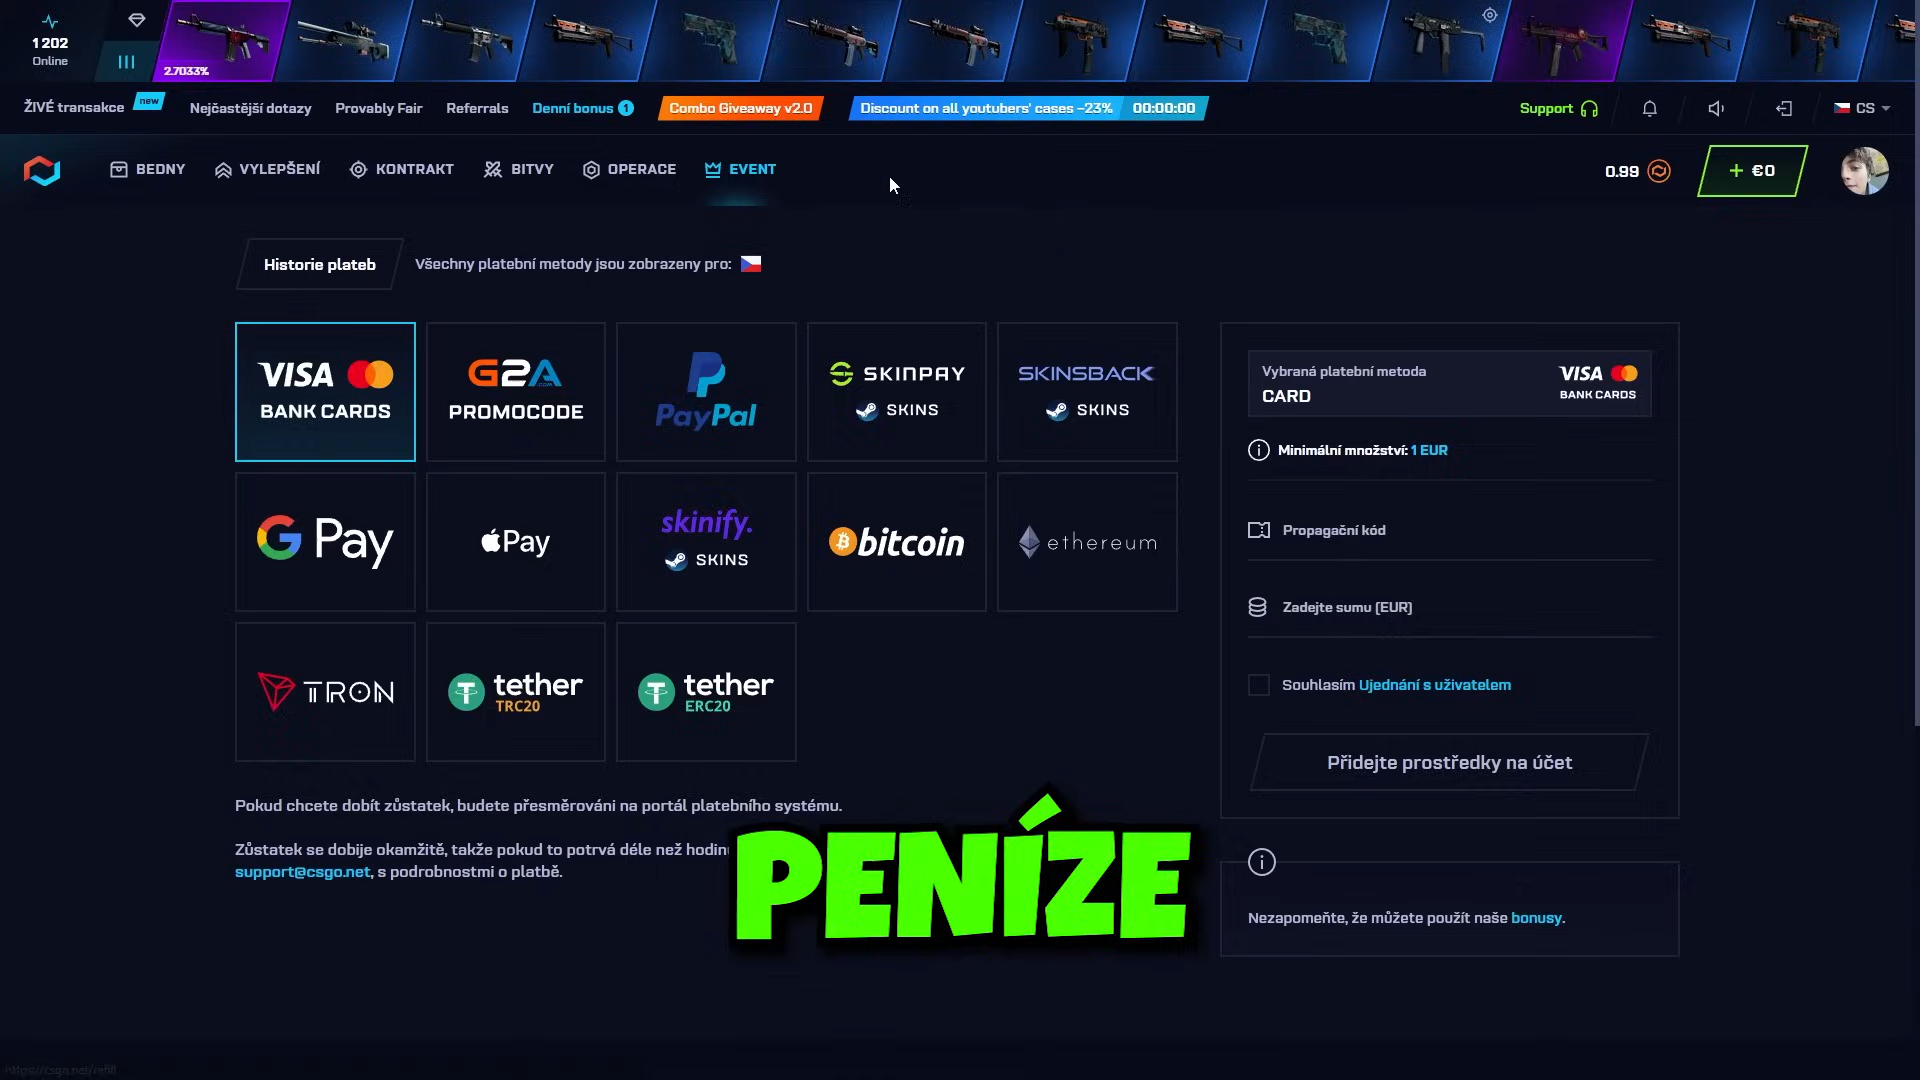 1 202
Online
2.7033%
ŽIVÉ transakce
new
Nejčastější dotazy
Provably Fair
Referrals
Denní bonus 1
Combo Giveaway v2.0
Discount on all youtubers' cases -23%
00:00:00
Support
CS
BEDNY
VYLEPŠENÍ
KONTRAKT
BITVY
OPERACE
EVENT
0.99
+ €0
Historie plateb
Všechny platební metody jsou zobrazeny pro:
VISA
BANK CARDS
G2A
.COM
PROMOCODE
PayPal
SKINPAY
SKINS
SKINSBACK
SKINS
G Pay
Pay
skinify.
SKINS
bitcoin
ethereum
TRON
tether
TRC20
tether
ERC20
Vybraná platební metoda
CARD
VISA
BANK CARDS
Minimální množství: 1 EUR
Propagační kód
Zadejte sumu (EUR)
Souhlasím Ujednání s uživatelem
Přidejte prostředky na účet
Pokud chcete dobít zůstatek, budete přesměrováni na portál platebního systému.
Zůstatek se dobije okamžitě, takže pokud to potrvá déle než hodinu
support@csgo.net, s podrobnostmi o platbě.
PENÍZE
Nezapomeňte, že můžete použít naše bonusy.
https://csgo.net/refill